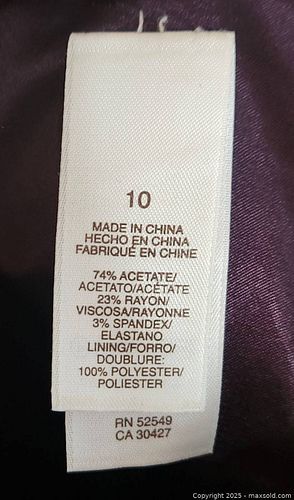 10
MADE IN CHINA
HECHO EN CHINA
FABRIQUÉ EN CHINE
74% ACETATE/
ACETATO/ACÉTATE
23% RAYON/
VISCOSA/RAYONNE
3% SPANDEX/
ELASTANO
LINING/FORRO/
DOUBLURE:
100% POLYESTER/
POLIESTER
RN 52549
CA 30427
Copyright © 2025 - maxsold.com